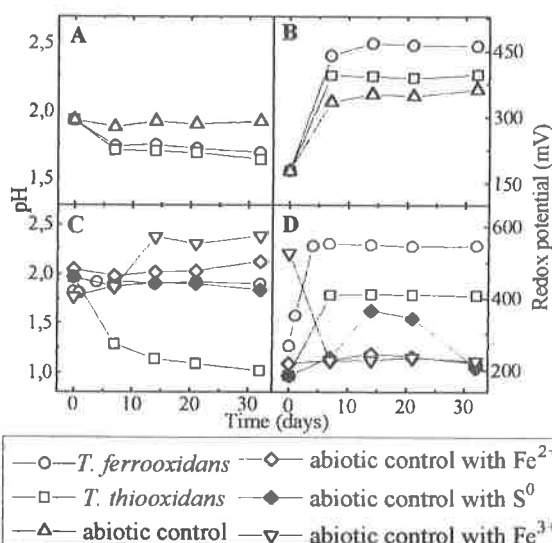 A
B
2,5
2,0
1,5
450
300
150
pH
Redox potential (mV)
C
D
2,5
2,0
1,5
1,0
600
400
200
0 10 20 30
0 10 20 30
Time (days)
T. ferrooxidans
abiotic control with Fe2+
T. thiooxidans
abiotic control with S0
abiotic control
abiotic control with Fe3+